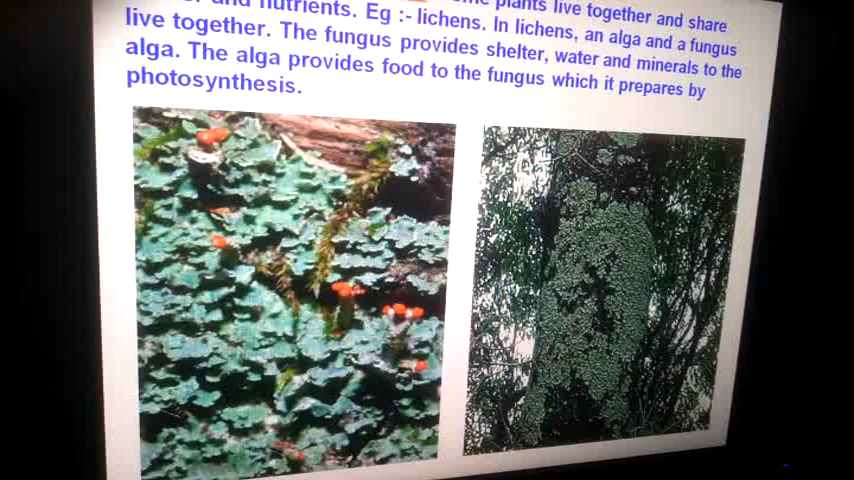 and nutrients. Eg :- lichens. In lichens, an alga and a fungus
plants live together and share
live together. The fungus provides shelter, water and minerals to the
alga. The alga provides food to the fungus which it prepares by
photosynthesis.